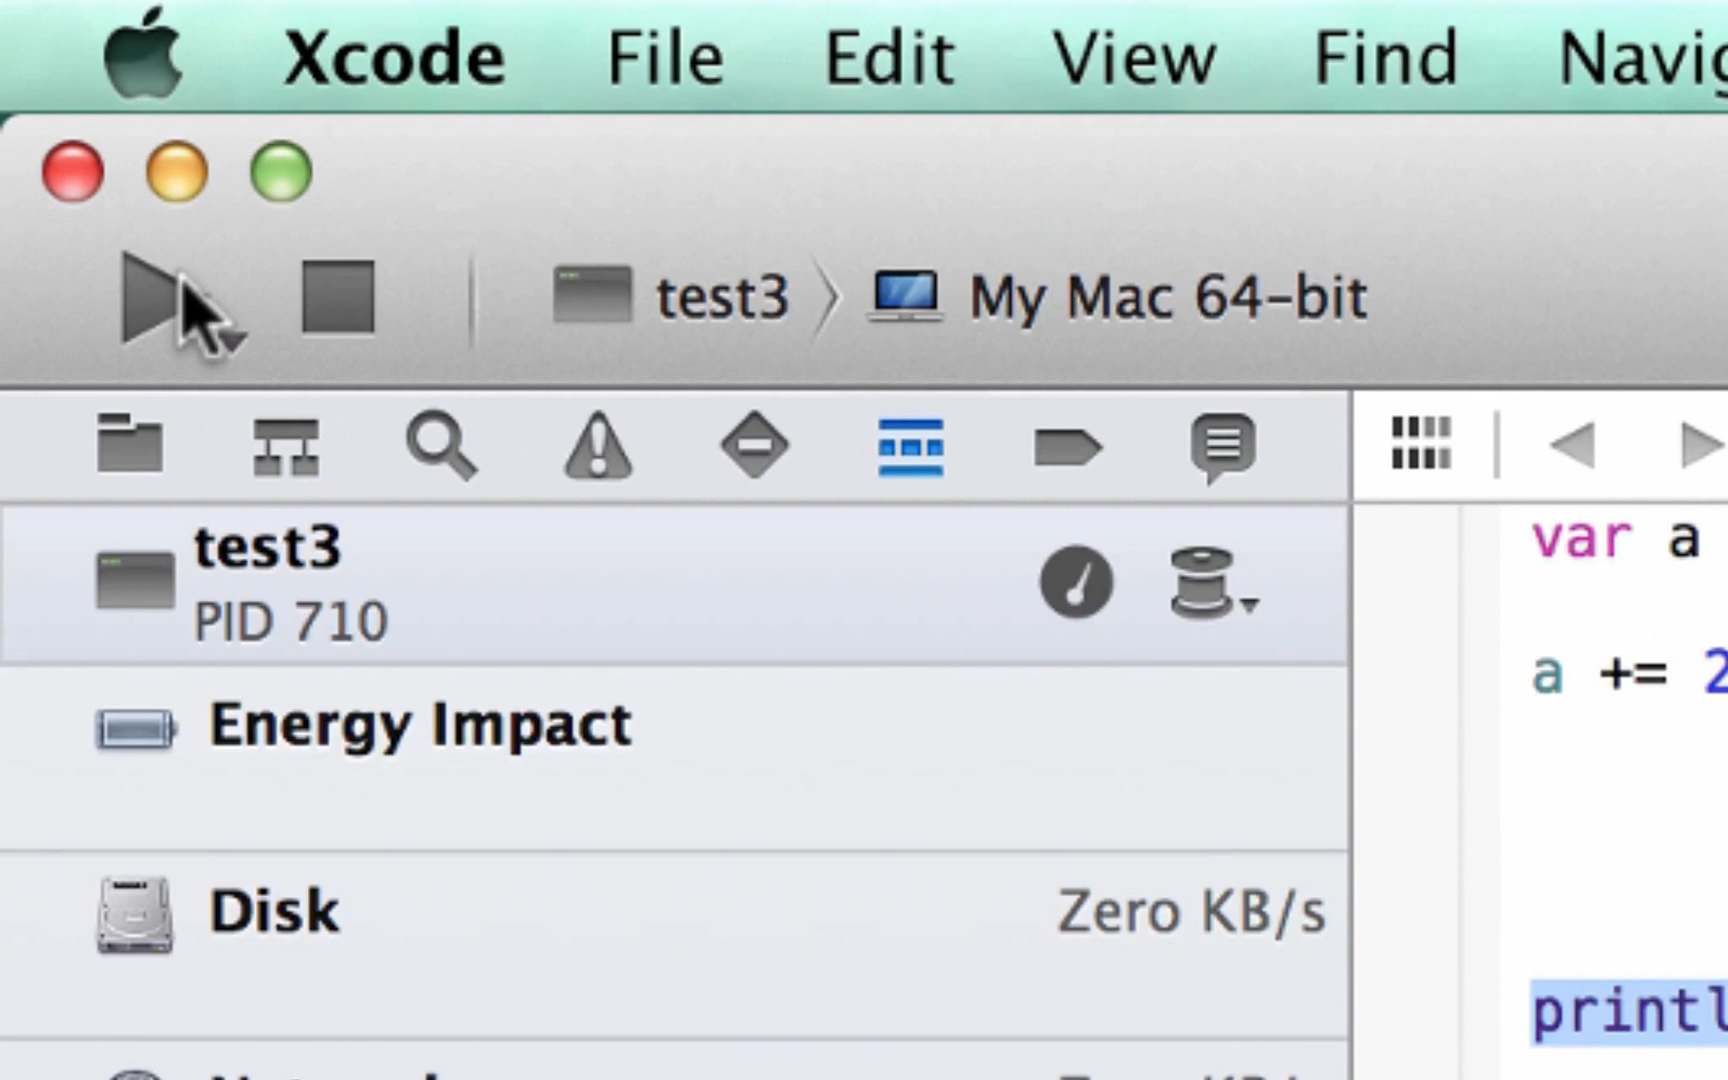 Xcode File Edit View Find
test3 My Mac 64-bit
test3
PID 710
var a
a += 2
Energy Impact
Disk Zero KB/s